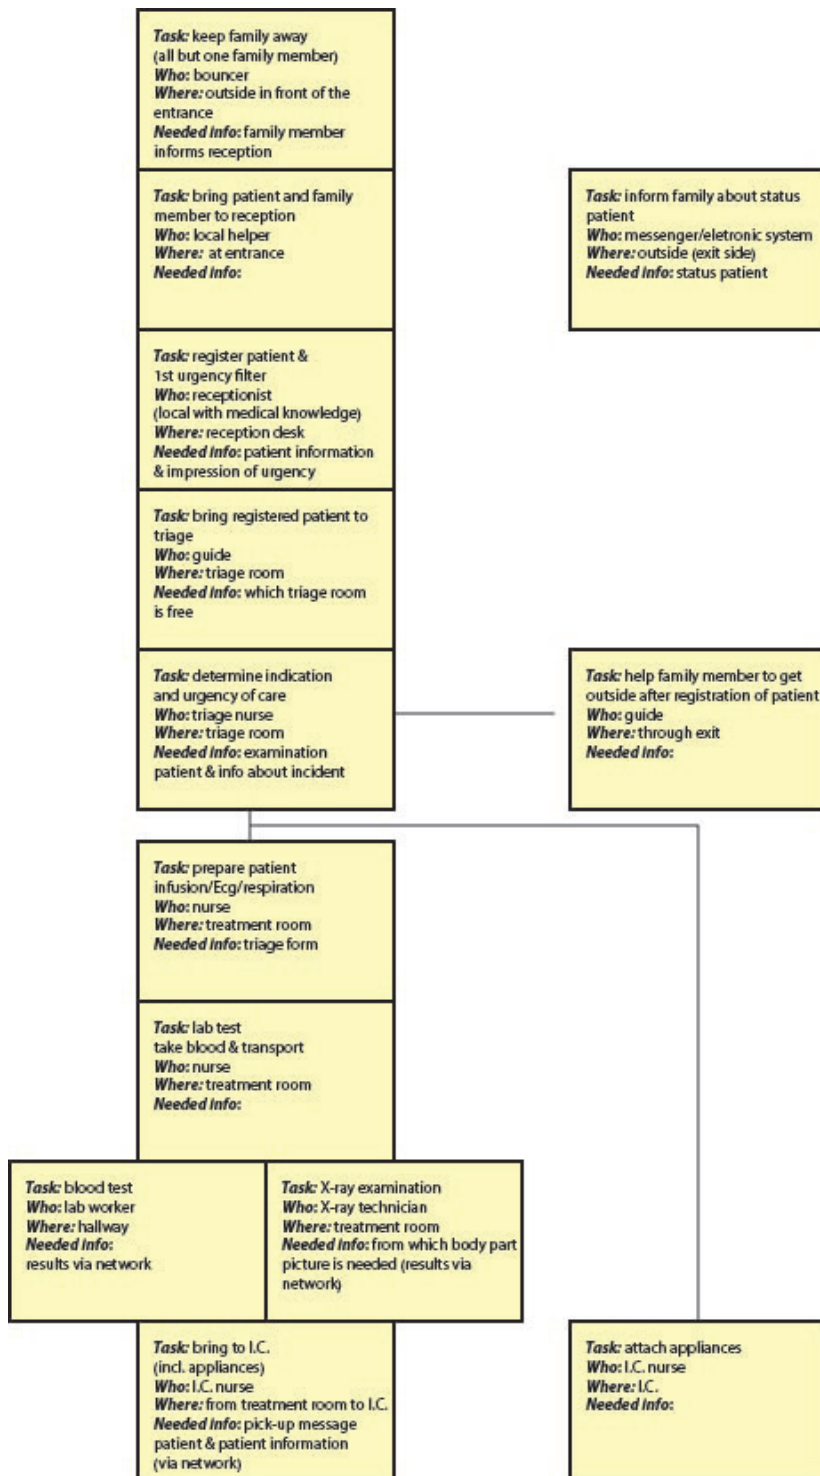 Task: keep family away
(all but one family member)
Who: bouncer
Where: outside in front of the
entrance
Needed info: family member
informs reception
Task: bring patient and family
member to reception
Who: local helper
Where: at entrance
Needed info:
Task: inform family about status
patient
Who: messenger/eletronic system
Where: outside (exit side)
Needed info: status patient
Task: register patient &
1st urgency filter
Who: receptionist
(local with medical knowledge)
Where: reception desk
Needed info: patient information
& impression of urgency
Task: bring registered patient to
triage
Who: guide
Where: triage room
Needed info: which triage room
is free
Task: determine indication
and urgency of care
Who: triage nurse
Where: triage room
Needed info: examination
patient & info about incident
Task: help family member to get
outside after registration of patient
Who: guide
Where: through exit
Needed info:
Task: prepare patient
infusion/Ecg/respiration
Who: nurse
Where: treatment room
Needed info: triage form
Task: lab test
take blood & transport
Who: nurse
Where: treatment room
Needed info:
Task: blood test
Who: lab worker
Where: hallway
Needed info:
results via network
Task: X-ray examination
Who: X-ray technician
Where: treatment room
Needed info: from which body part
picture is needed (results via
network)
Task: bring to I.C.
(incl. appliances)
Who: I.C. nurse
Where: from treatment room to I.C.
Needed info: pick-up message
patient & patient information
(via network)
Task: attach appliances
Who: I.C. nurse
Where: I.C.
Needed info: